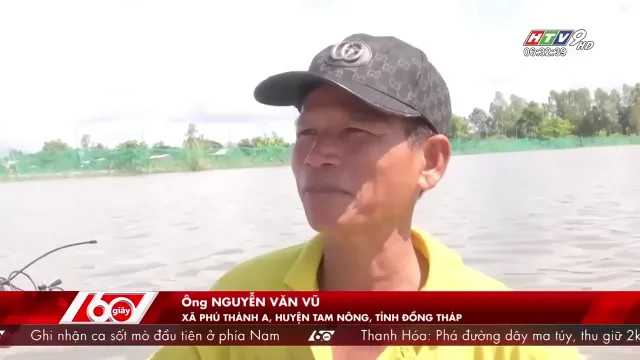 HTV9 HD
06:32:39
60 giây
Ông NGUYỄN VĂN VŨ
XÃ PHÚ THÀNH A, HUYỆN TAM NÔNG, TỈNH ĐỒNG THÁP
Ghi nhận ca sốt mò đầu tiên ở phía Nam 60 Thanh Hóa: Phá đường dây ma túy, thu giữ 2k